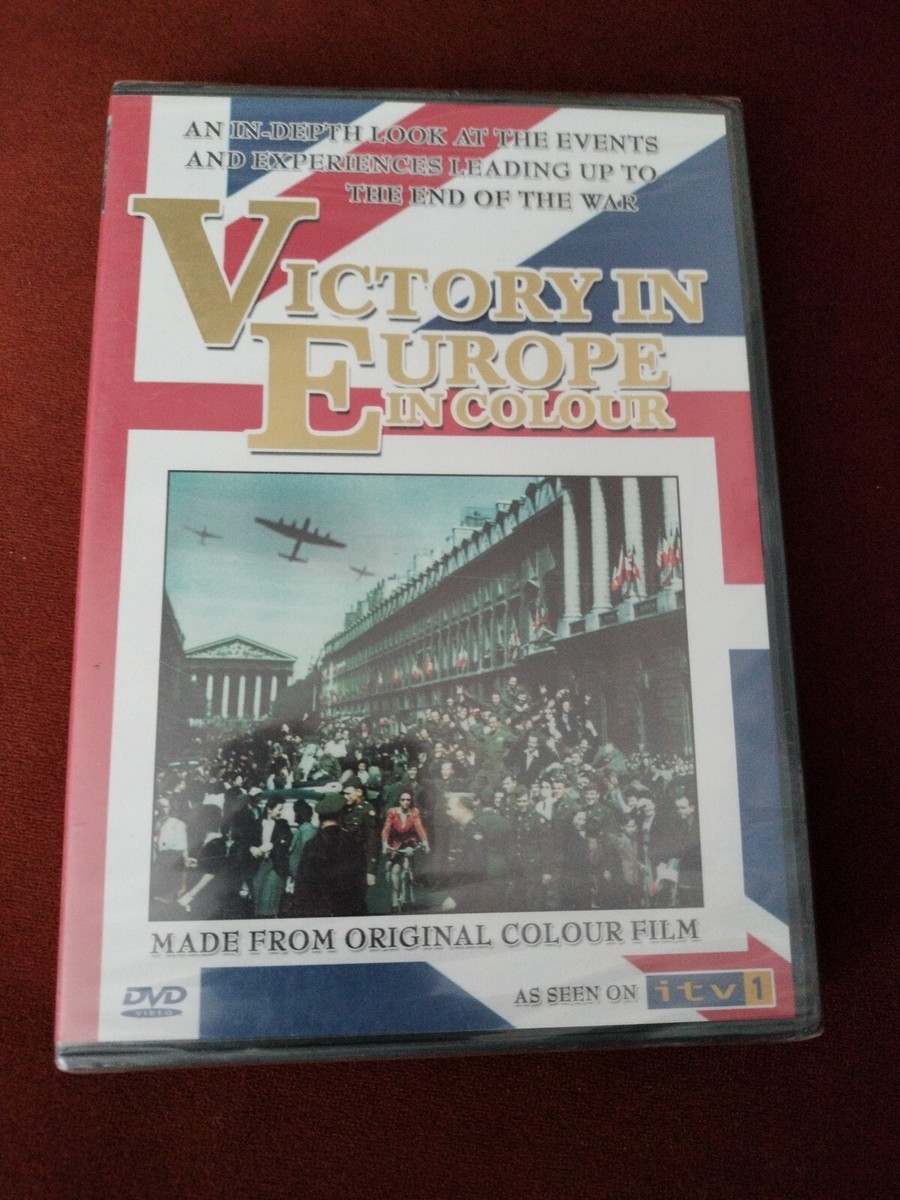 AN IN-DEPTH LOOK AT THE EVENTS
AND EXPERIENCES LEADING UP TO
THE END OF THE WAR
VICTORY IN
EUROPE
IN COLOUR
MADE FROM ORIGINAL COLOUR FILM
DVD
VIDEO
AS SEEN ON itv1